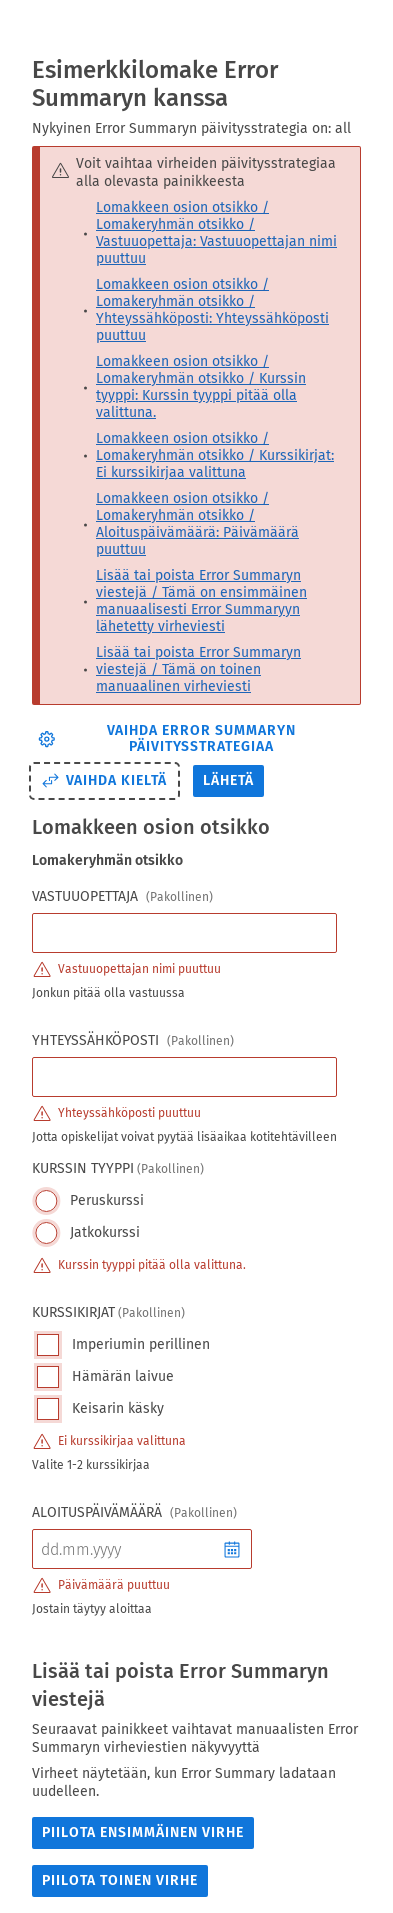 Esimerkkilomake Error
Summaryn kanssa
Nykyinen Error Summaryn päivitysstrategia on: all
Voit vaihtaa virheiden päivitysstrategiaa
alla olevasta painikkeesta
Lomakkeen osion otsikko /
Lomakeryhmän otsikko /
Vastuuopettaja: Vastuuopettajan nimi
puuttuu
Lomakkeen osion otsikko /
Lomakeryhmän otsikko /
Yhteyssähköposti: Yhteyssähköposti
puuttuu
Lomakkeen osion otsikko /
Lomakeryhmän otsikko / Kurssin
tyyppi: Kurssin tyyppi pitää olla
valittuna.
Lomakkeen osion otsikko /
Lomakeryhmän otsikko / Kurssikirjat:
Ei kurssikirjaa valittuna
Lomakkeen osion otsikko /
Lomakeryhmän otsikko /
Aloituspäivämäärä: Päivämäärä
puuttuu
Lisää tai poista Error Summaryn
viestejä / Tämä on ensimmäinen
manuaalisesti Error Summaryyn
lähetetty virheviesti
Lisää tai poista Error Summaryn
viestejä / Tämä on toinen
manuaalinen virheviesti
VAIHDA ERROR SUMMARYN
PÄIVITYSSTRATEGIAA
VAIHDA KIELTÄ
LÄHETÄ
Lomakkeen osion otsikko
Lomakeryhmän otsikko
VASTUUOPETTAJA (Pakollinen)
Vastuuopettajan nimi puuttuu
Jonkun pitää olla vastuussa
YHTEYSSÄHKÖPOSTI (Pakollinen)
Yhteyssähköposti puuttuu
Jotta opiskelijat voivat pyytää lisäaikaa kotitehtävilleen
KURSSIN TYYPPI (Pakollinen)
Peruskurssi
Jatkokurssi
Kurssin tyyppi pitää olla valittuna.
KURSSIKIRJAT (Pakollinen)
Imperiumin perillinen
Hämärän laivue
Keisarin käsky
Ei kurssikirjaa valittuna
Valite 1-2 kurssikirjaa
ALOITUSPÄIVÄMÄÄRÄ (Pakollinen)
dd.mm.yyyy
Päivämäärä puuttuu
Jostain täytyy aloittaa
Lisää tai poista Error Summaryn
viestejä
Seuraavat painikkeet vaihtavat manuaalisten Error
Summaryn virheviestien näkyvyyttä
Virheet näytetään, kun Error Summary ladataan
uudelleen.
PIILOTA ENSIMMÄINEN VIRHE
PIILOTA TOINEN VIRHE